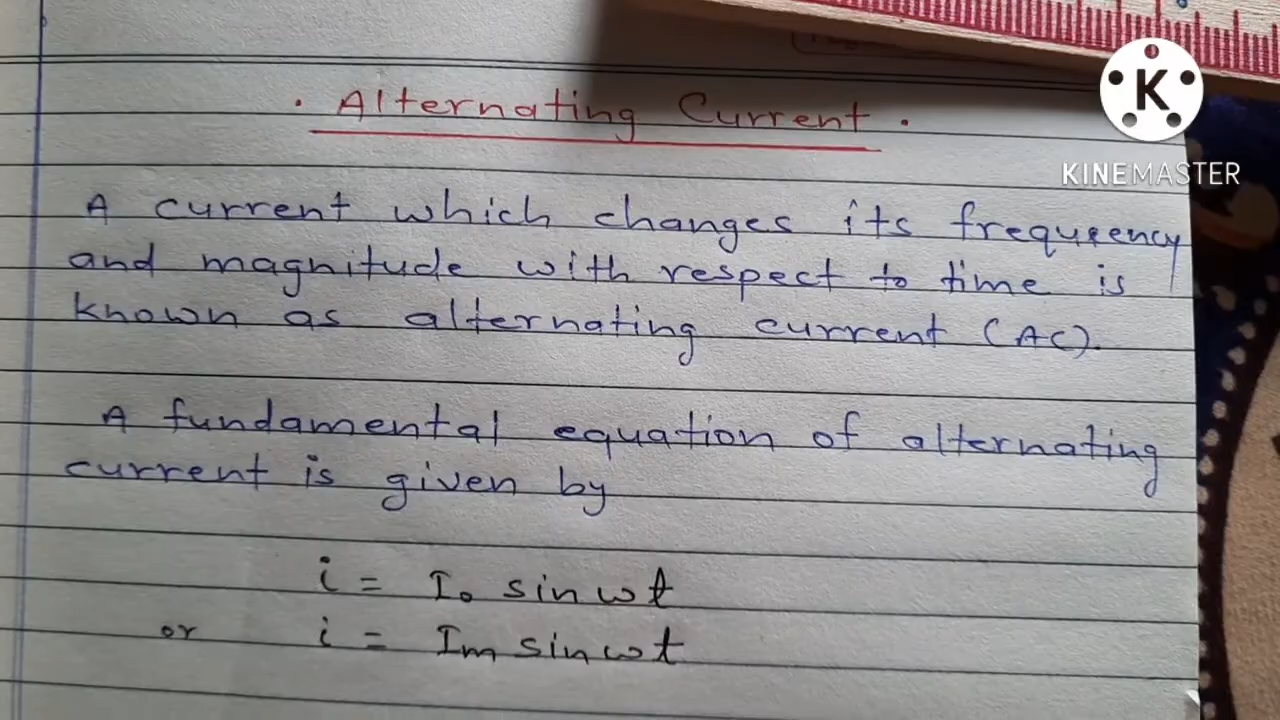 . Alternating Current .
K
KINEMASTER
A current which changes its frequeency
and magnitude with respect to time is
known as alternating current (AC).
A fundamental equation of alternating
current is given by
i = I₀ sin ωt
or i = Im sin ωt